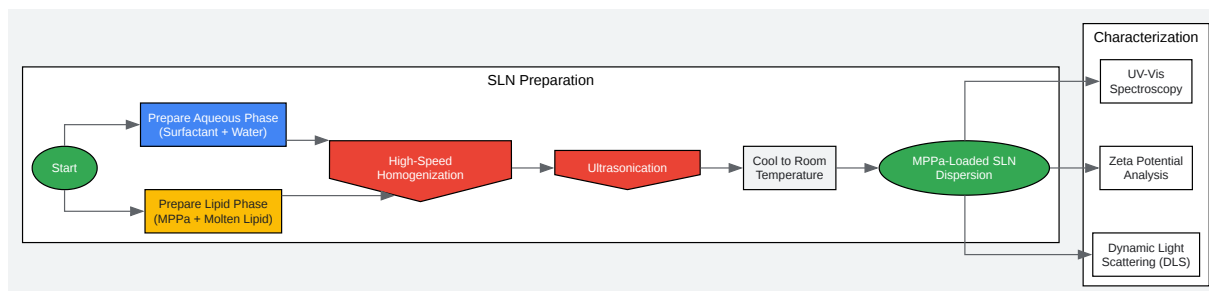 SLN Preparation
Start
Prepare Aqueous Phase
(Surfactant + Water)
Prepare Lipid Phase
(MPPa + Molten Lipid)
High-Speed
Homogenization
Ultrasonication
Cool to Room
Temperature
MPPa-Loaded SLN
Dispersion
Characterization
UV-Vis
Spectroscopy
Zeta Potential
Analysis
Dynamic Light
Scattering (DLS)